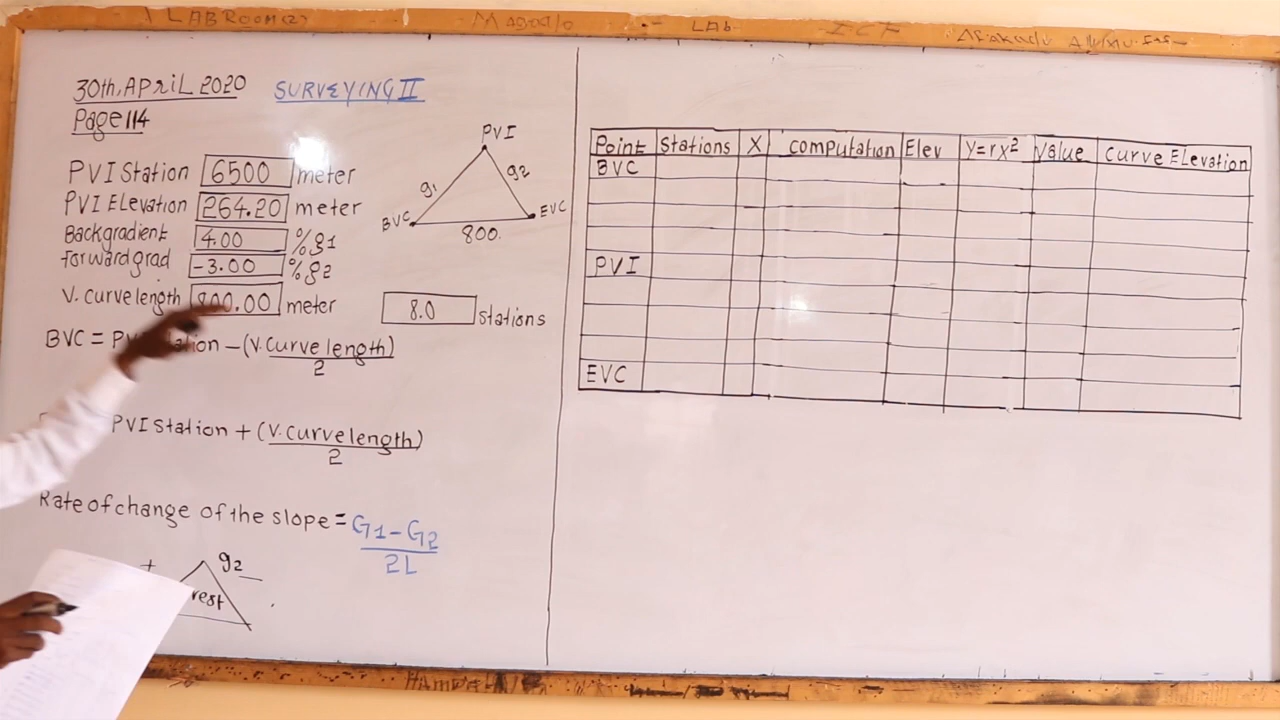 LAB Room(2)
LAb
30th, APRIL 2020 SURVEYING II
Page 114
PVI Station 6500 meter
PVI Elevation 264.20 meter
Backgradient 4.00 % g1
forward grad -3.00 % g2
V. curve length 800.00 meter 8.0 stations
PVI
g1 g2
BVC EVC
800.
BVC = -(V. Curve length)
2
PVI Station + (V. Curve length)
2
Rate of change of the slope = G1-G2
2L
+ g2 —
Point Stations X computation Elev Y=rx² Value Curve Elevation
BVC
PVI
EVC